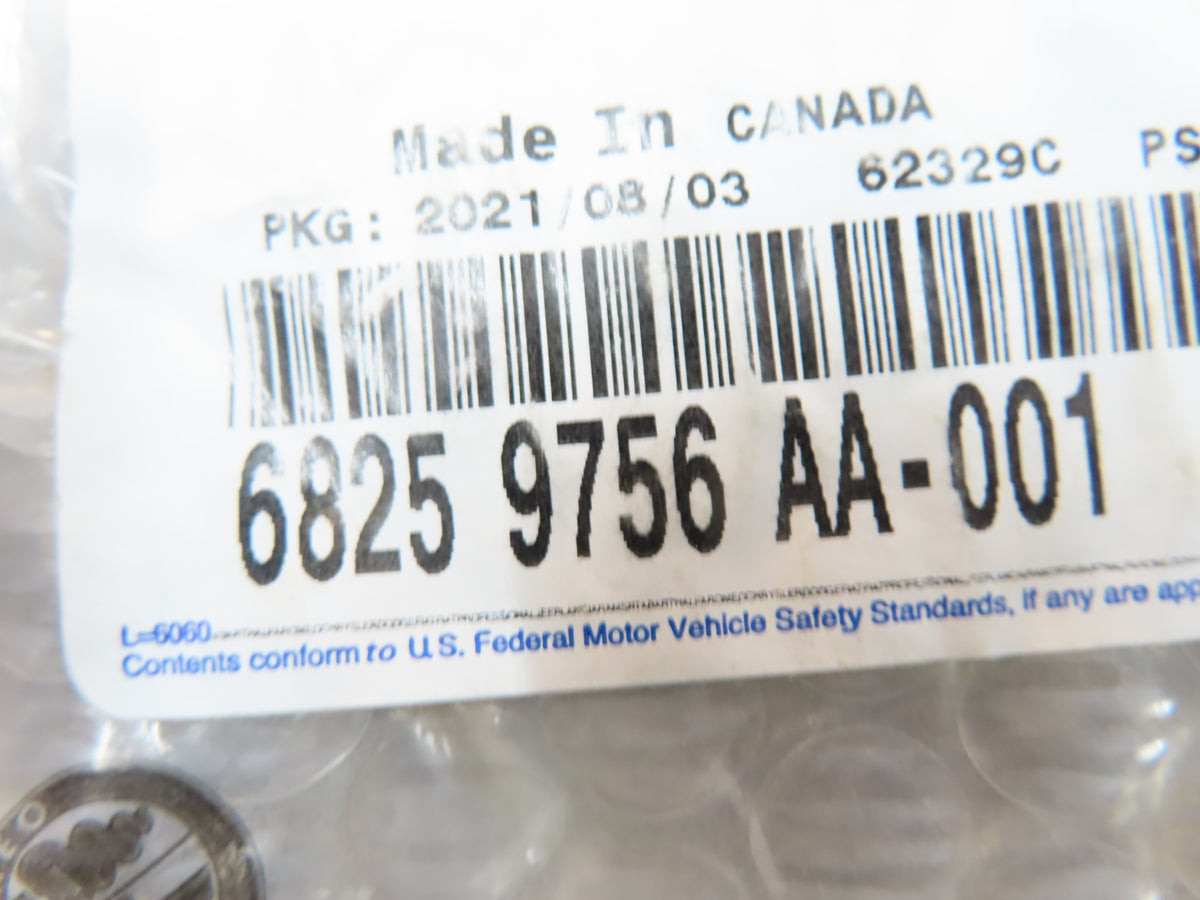 Made In CANADA
PKG: 2021/08/03 62329C PS
6825 9756 AA-001
L=6060
Contents conform to U.S. Federal Motor Vehicle Safety Standards, if any are app